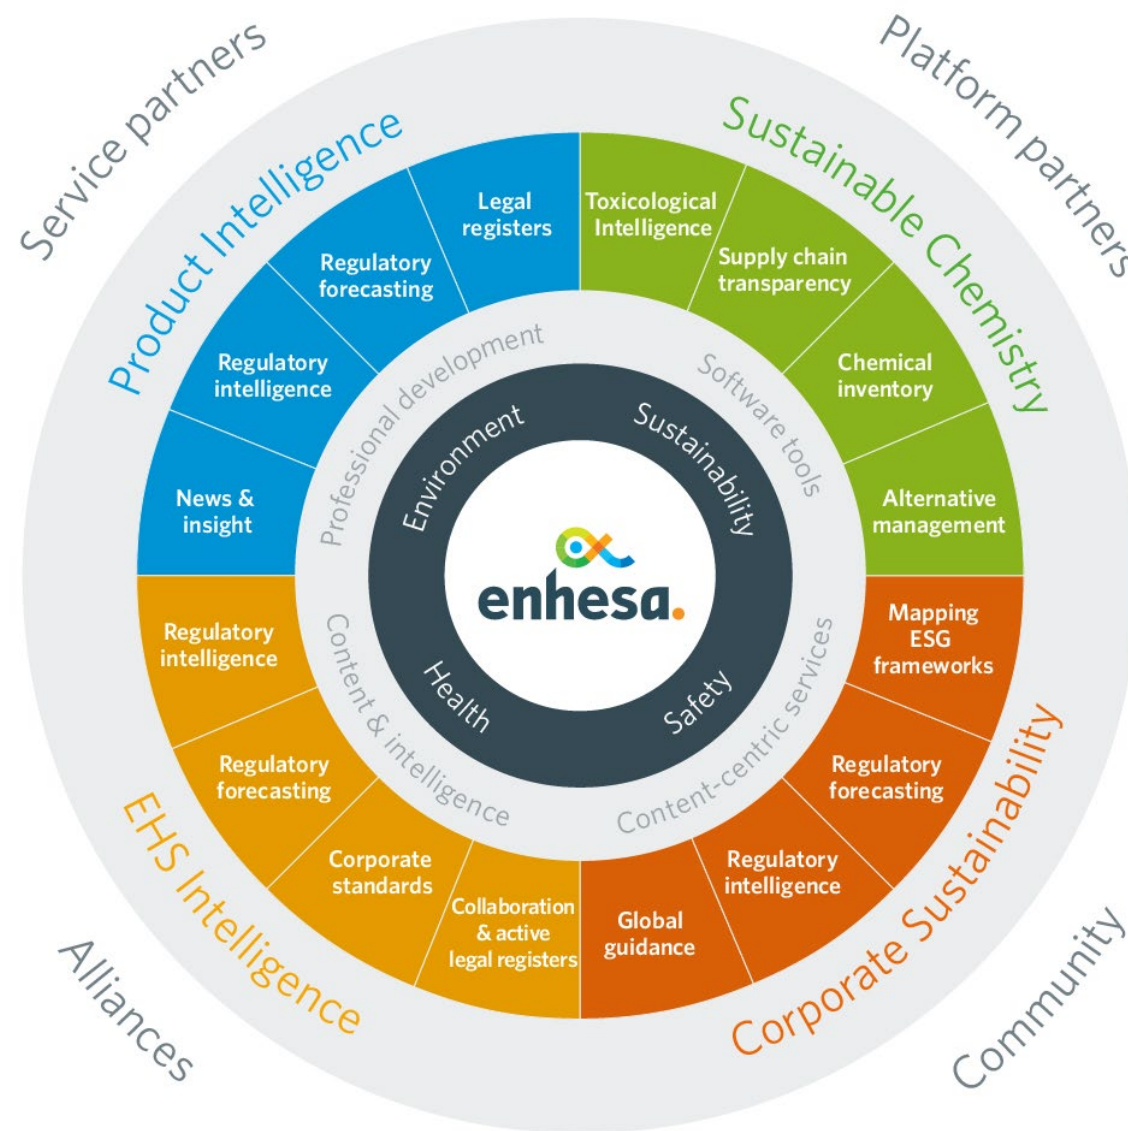 Service partners
Platform partners
Product Intelligence
Sustainable Chemistry
Legal
registers
Toxicological
Intelligence
Regulatory
forecasting
Supply chain
transparency
Regulatory
intelligence
Chemical
inventory
News &
insight
Alternative
management
Professional development
Software tools
Environment
Sustainability
enhesa.
Health
Safety
Content & intelligence
Content-centric services
Regulatory
intelligence
Mapping
ESG
frameworks
Regulatory
forecasting
Regulatory
forecasting
Corporate
standards
Regulatory
intelligence
Collaboration
& active
legal registers
Global
guidance
EHS Intelligence
Corporate Sustainability
Alliances
Community